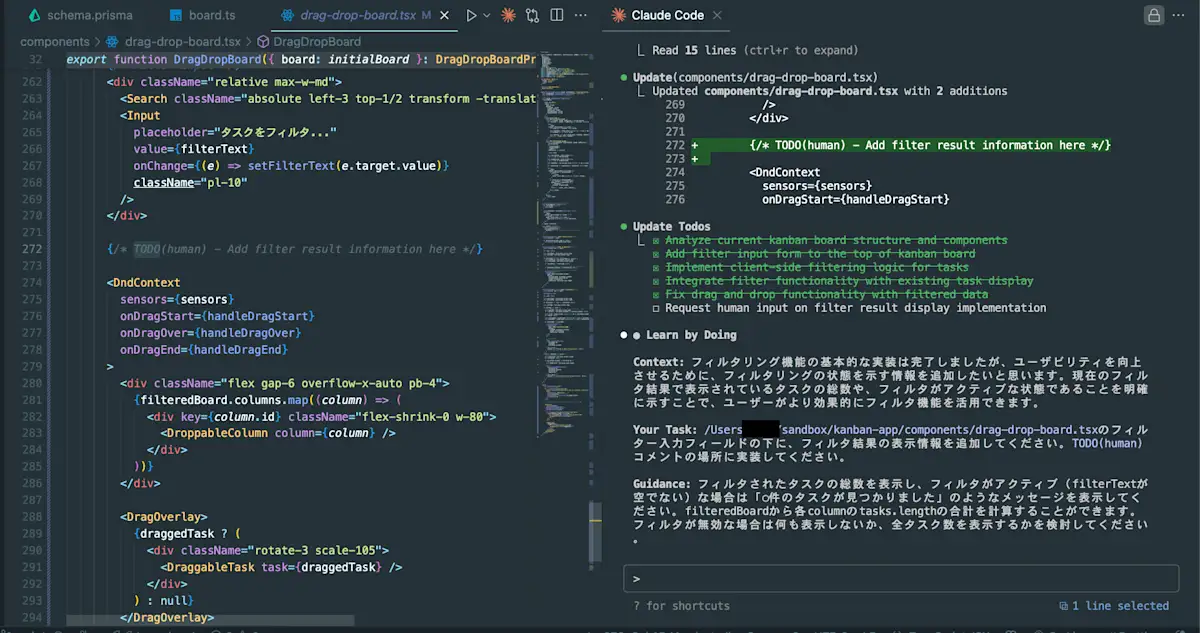 schema.prisma
board.ts
drag-drop-board.tsx M
components > drag-drop-board.tsx > DragDropBoard
32 export function DragDropBoard({ board: initialBoard }: DragDropBoardPr
262 <div className="relative max-w-md">
263 <Search className="absolute left-3 top-1/2 transform -translat
264 <Input
265 placeholder="タスクをフィルタ..."
266 value={filterText}
267 onChange={(e) => setFilterText(e.target.value)}
268 className="pl-10"
269 />
270 </div>
271
272 {/* TODO(human) - Add filter result information here */}
273
274 <DndContext
275 sensors={sensors}
276 onDragStart={handleDragStart}
277 onDragOver={handleDragOver}
278 onDragEnd={handleDragEnd}
279 >
280 <div className="flex gap-6 overflow-x-auto pb-4">
281 {filteredBoard.columns.map((column) => (
282 <div key={column.id} className="flex-shrink-0 w-80">
283 <DroppableColumn column={column} />
284 </div>
285 ))}
286 </div>
287
288 <DragOverlay>
289 {draggedTask ? (
290 <div className="rotate-3 scale-105">
291 <DraggableTask task={draggedTask} />
292 </div>
293 ) : null}
294 </DragOverlay>
Claude Code
Read 15 lines (ctrl+r to expand)
Update(components/drag-drop-board.tsx)
Updated components/drag-drop-board.tsx with 2 additions
269 />
270 </div>
271
272 + {/* TODO(human) - Add filter result information here */}
273 +
274 <DndContext
275 sensors={sensors}
276 onDragStart={handleDragStart}
Update Todos
Analyze current kanban board structure and components
Add filter input form to the top of kanban board
Implement client-side filtering logic for tasks
Integrate filter functionality with existing task display
Fix drag and drop functionality with filtered data
Request human input on filter result display implementation
Learn by Doing
Context: フィルタリング機能の基本的な実装は完了しましたが、ユーザビリティを向上
させるために、フィルタリングの状態を示す情報を追加したいと思います。現在のフィル
タ結果で表示されているタスクの総数や、フィルタがアクティブな状態であることを明確
に示すことで、ユーザーがより効果的にフィルタ機能を活用できます。
Your Task: /Users sandbox/kanban-app/components/drag-drop-board.tsxのフィル
ター入力フィールドの下に、フィルタ結果の表示情報を追加してください。TODO(human)
コメントの場所に実装してください。
Guidance: フィルタされたタスクの総数を表示し、フィルタがアクティブ（filterTextが
空でない）な場合は「○件のタスクが見つかりました」のようなメッセージを表示してく
ださい。filteredBoardから各columnのtasks.lengthの合計を計算することができます。
フィルタが無効な場合は何も表示しないか、全タスク数を表示するかを検討してください
。
>
? for shortcuts
1 line selected